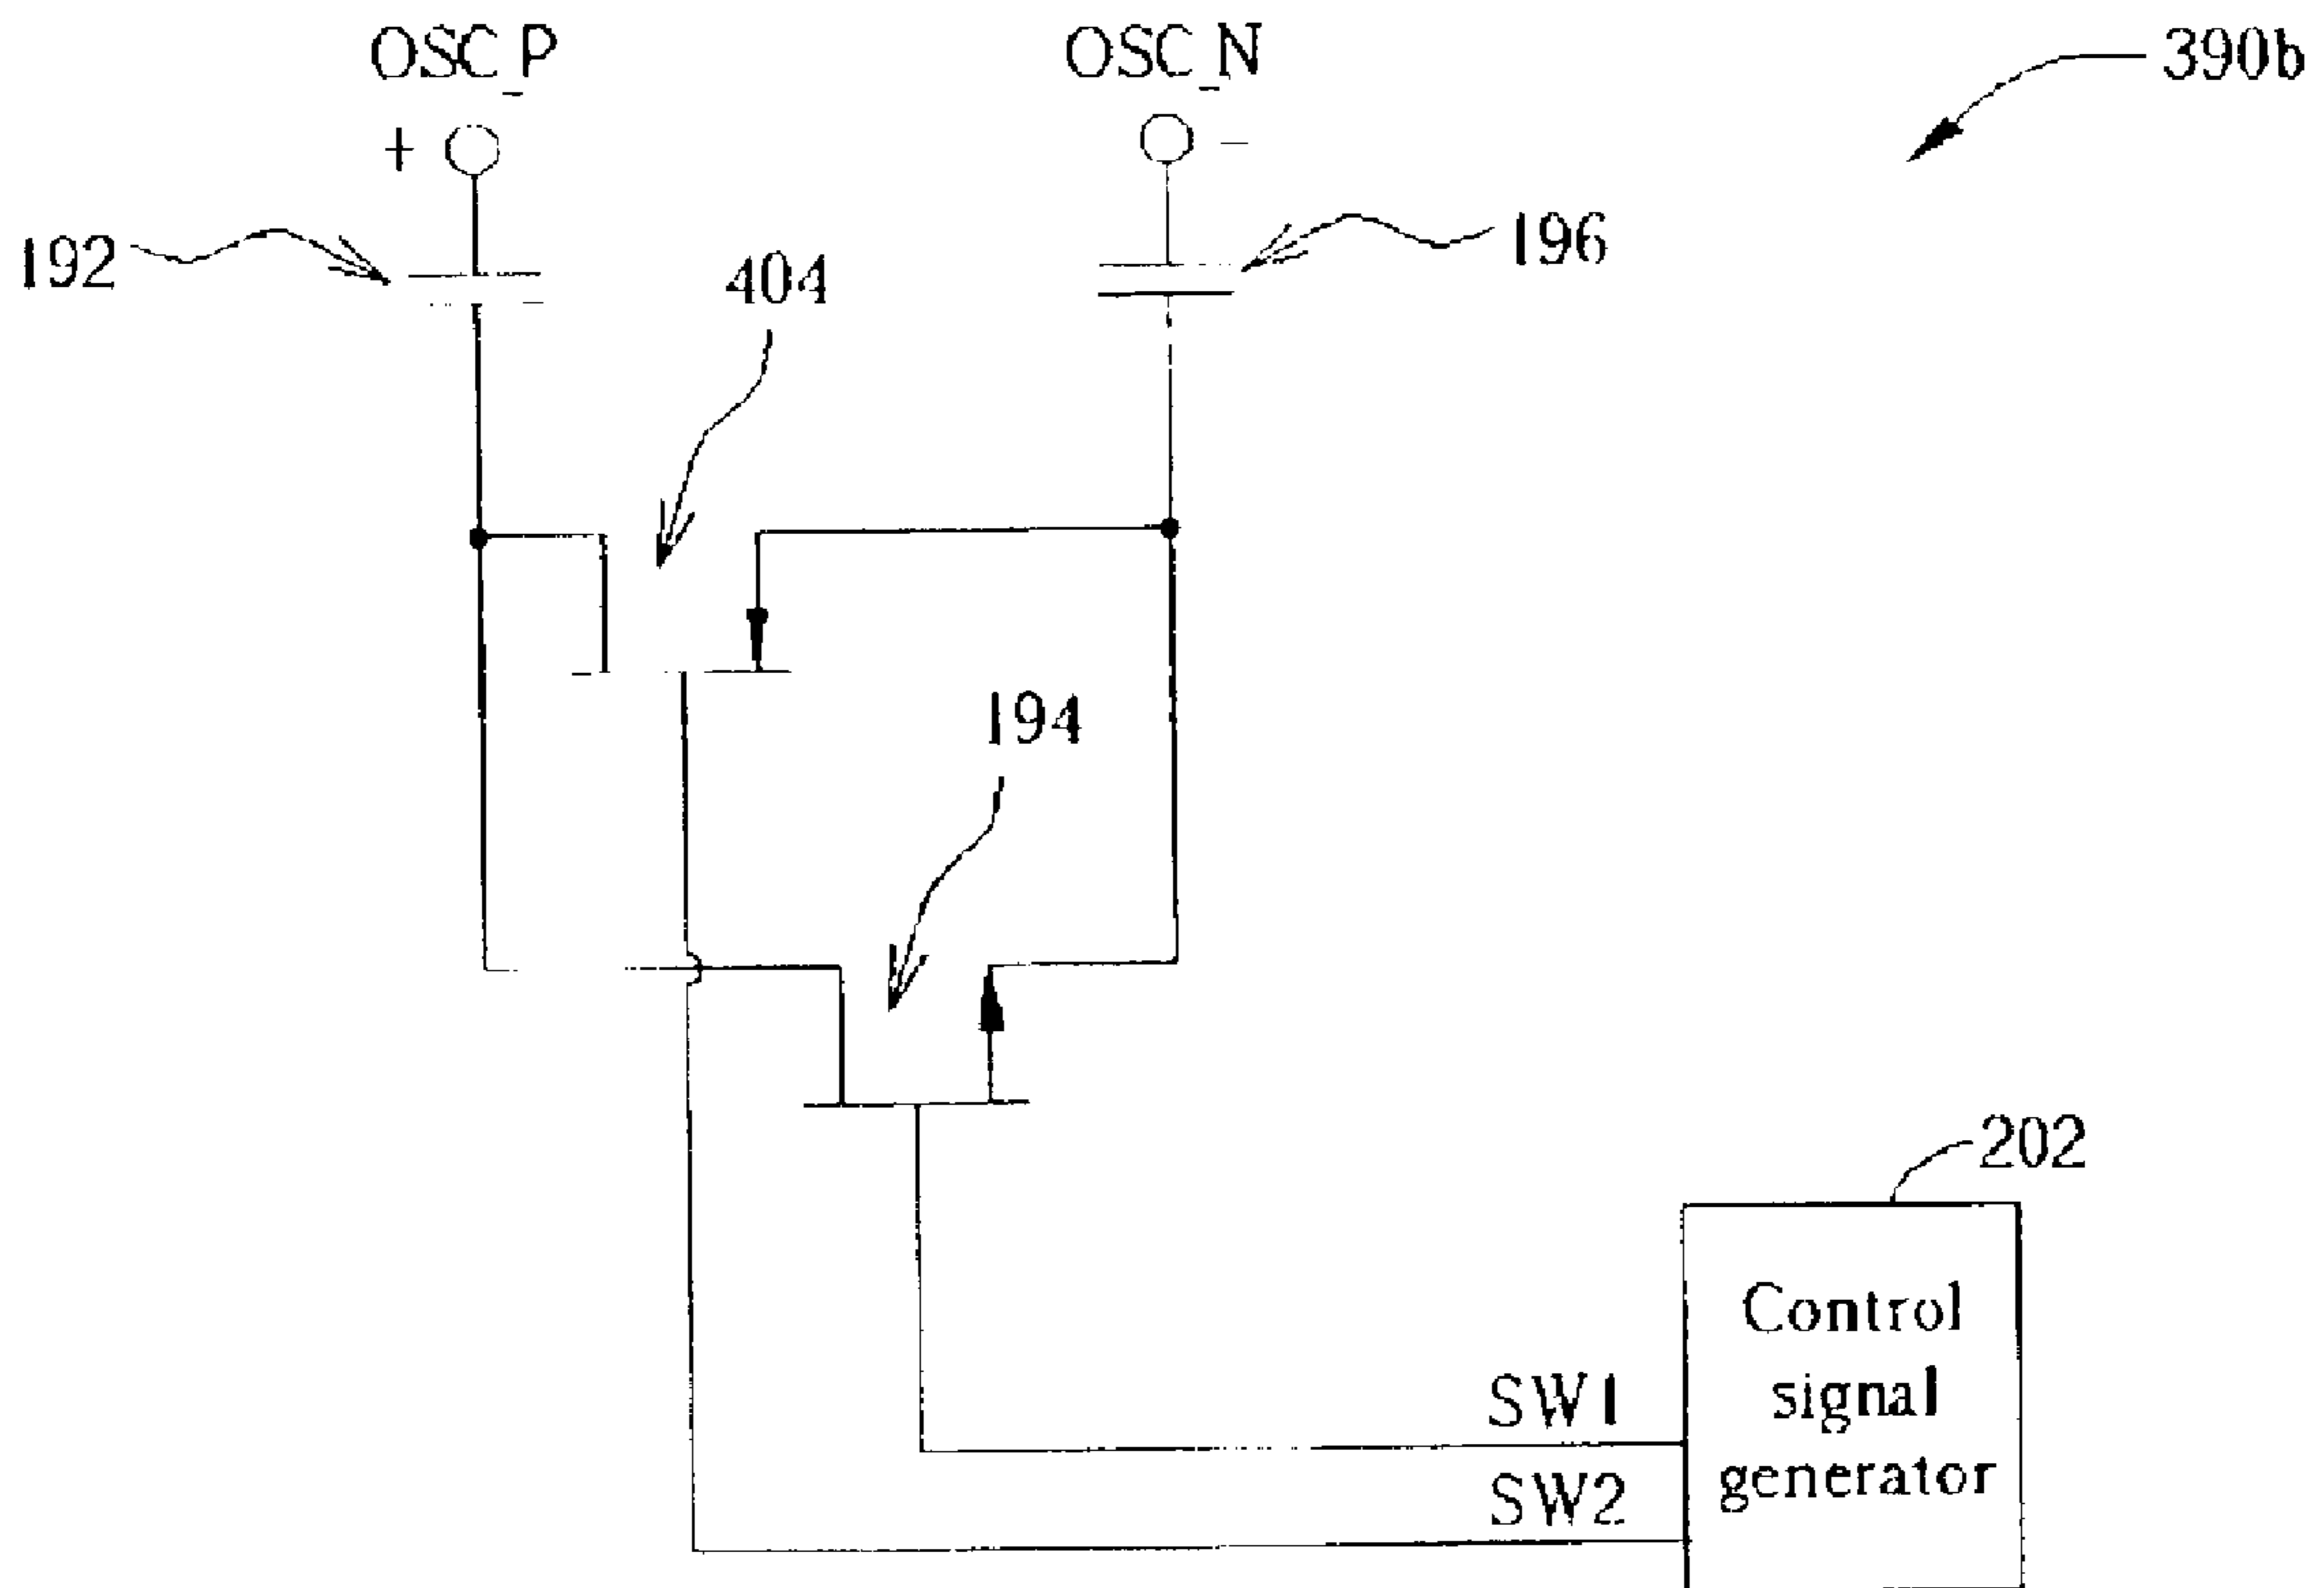 OSC_P
OSC_N
390b
+
-
192
196
404
194
202
Control
signal
generator
SW1
SW2